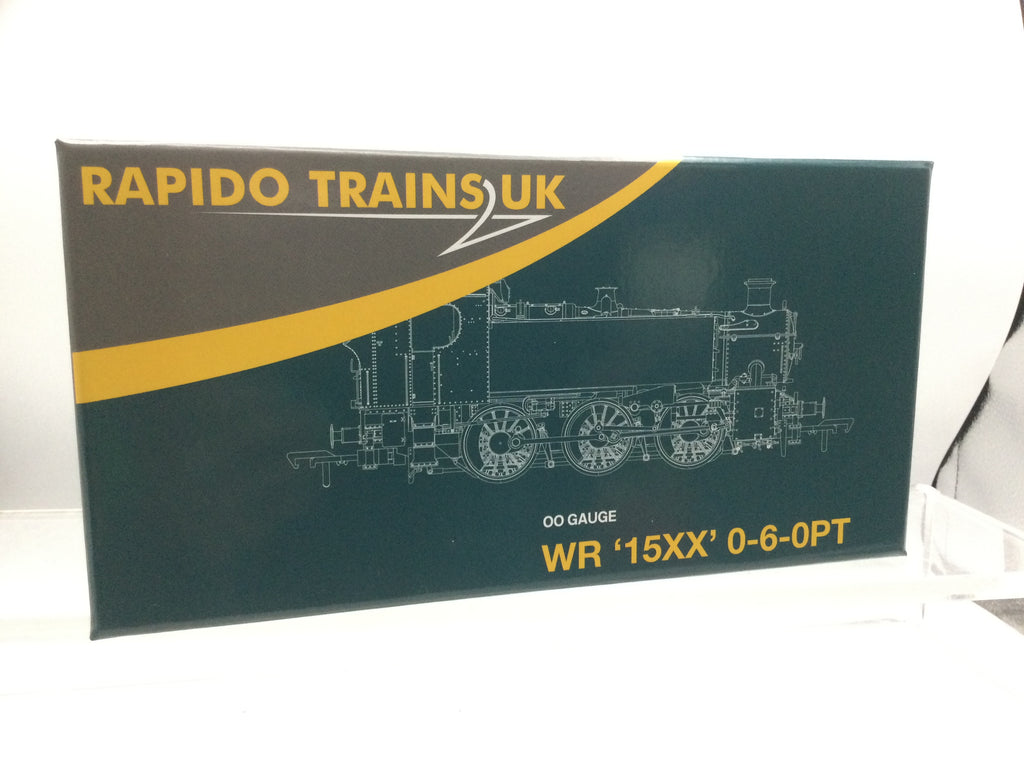 RAPIDO TRAINS UK
OO GAUGE
WR ‘15XX’ 0-6-0PT